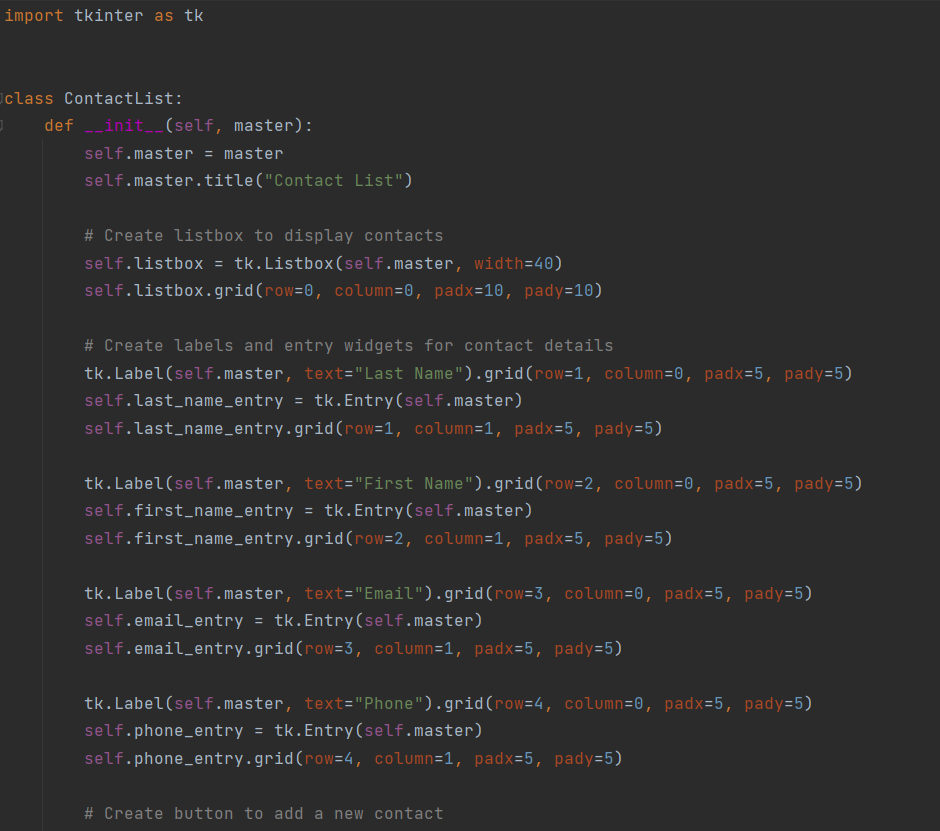 import tkinter as tk
class ContactList:
    def __init__(self, master):
        self.master = master
        self.master.title("Contact List")
        # Create listbox to display contacts
        self.listbox = tk.Listbox(self.master, width=40)
        self.listbox.grid(row=0, column=0, padx=10, pady=10)
        # Create labels and entry widgets for contact details
        tk.Label(self.master, text="Last Name").grid(row=1, column=0, padx=5, pady=5)
        self.last_name_entry = tk.Entry(self.master)
        self.last_name_entry.grid(row=1, column=1, padx=5, pady=5)
        tk.Label(self.master, text="First Name").grid(row=2, column=0, padx=5, pady=5)
        self.first_name_entry = tk.Entry(self.master)
        self.first_name_entry.grid(row=2, column=1, padx=5, pady=5)
        tk.Label(self.master, text="Email").grid(row=3, column=0, padx=5, pady=5)
        self.email_entry = tk.Entry(self.master)
        self.email_entry.grid(row=3, column=1, padx=5, pady=5)
        tk.Label(self.master, text="Phone").grid(row=4, column=0, padx=5, pady=5)
        self.phone_entry = tk.Entry(self.master)
        self.phone_entry.grid(row=4, column=1, padx=5, pady=5)
        # Create button to add a new contact